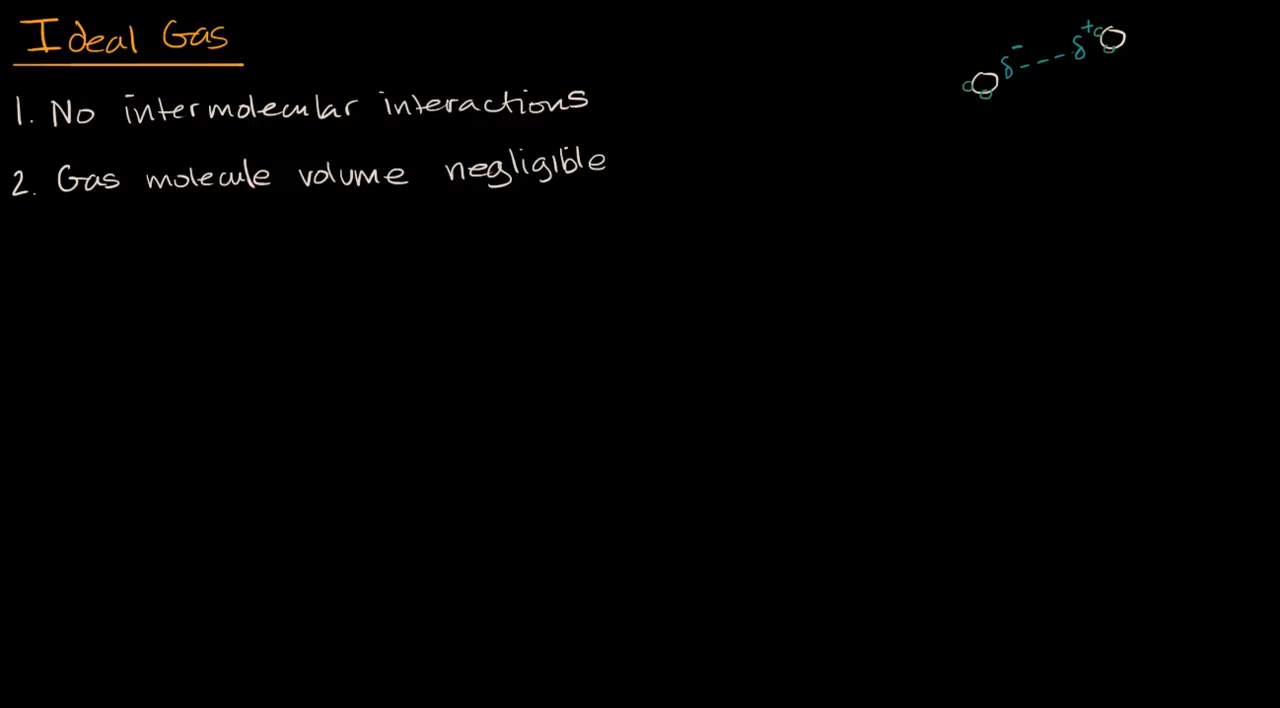 Ideal Gas
δ⁻ --- δ⁺
1. No intermolecular interactions
2. Gas molecule volume negligible